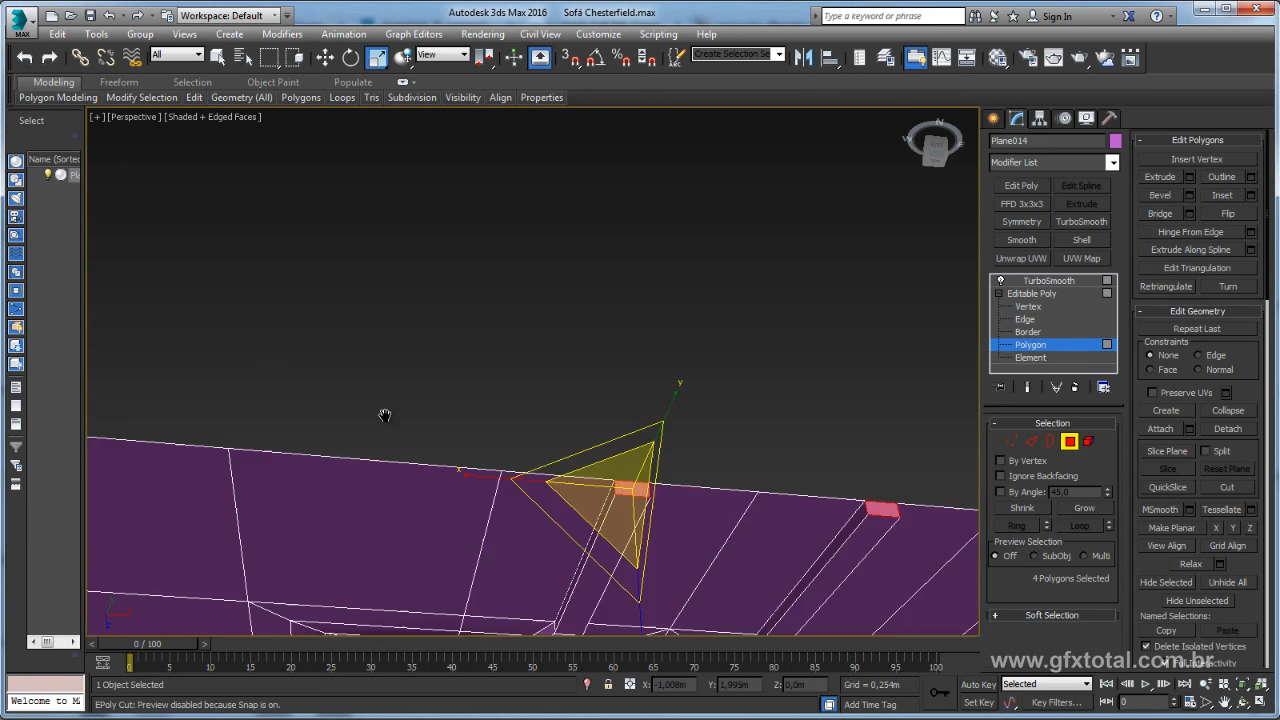 MAX
Workspace: Default
Autodesk 3ds Max 2016
Sofá Chesterfield.max
Type a keyword or phrase
Sign In
Edit Tools Group Views Create Modifiers Animation Graph Editors Rendering Civil View Customize Scripting Help
All
View
Create Selection Se
Modeling Freeform Selection Object Paint Populate
Polygon Modeling Modify Selection Edit Geometry (All) Polygons Loops Tris Subdivision Visibility Align Properties
Select
[+] [Perspective] [Shaded + Edged Faces]
Name (Sorted
Pl
N
W
x
y
Plane014
Modifier List
Edit Poly Edit Spline
FFD 3x3x3 Extrude
Symmetry TurboSmooth
Smooth Shell
Unwrap UVW UVW Map
TurboSmooth
Editable Poly
Vertex
Edge
Border
Polygon
Element
Selection
By Vertex
Ignore Backfacing
By Angle: 45,0
Shrink Grow
Ring Loop
Preview Selection
Off SubObj Multi
4 Polygons Selected
Soft Selection
Edit Polygons
Insert Vertex
Extrude Outline
Bevel Inset
Bridge Flip
Hinge From Edge
Extrude Along Spline
Edit Triangulation
Retriangulate Turn
Edit Geometry
Repeat Last
Constraints
None Edge
Face Normal
Preserve UVs
Create Collapse
Attach Detach
Slice Plane Split
Slice Reset Plane
QuickSlice Cut
MSmooth Tessellate
Make Planar X Y Z
View Align Grid Align
Relax
Hide Selected Unhide All
Hide Unselected
Named Selections:
Copy Paste
Delete Isolated Vertices
Full Interactivity
www.gfxtotal.com.br
0 / 100
0 5 10 15 20 25 30 35 40 45 50 55 60 65 70 75 80 85 90 95 100
1 Object Selected
X: -1,008m Y: 1,995m Z: 0,0m
Grid = 0,254m
Auto Key Selected
Welcome to M
EPoly Cut: Preview disabled because Snap is on.
Add Time Tag
Set Key Key Filters...
0